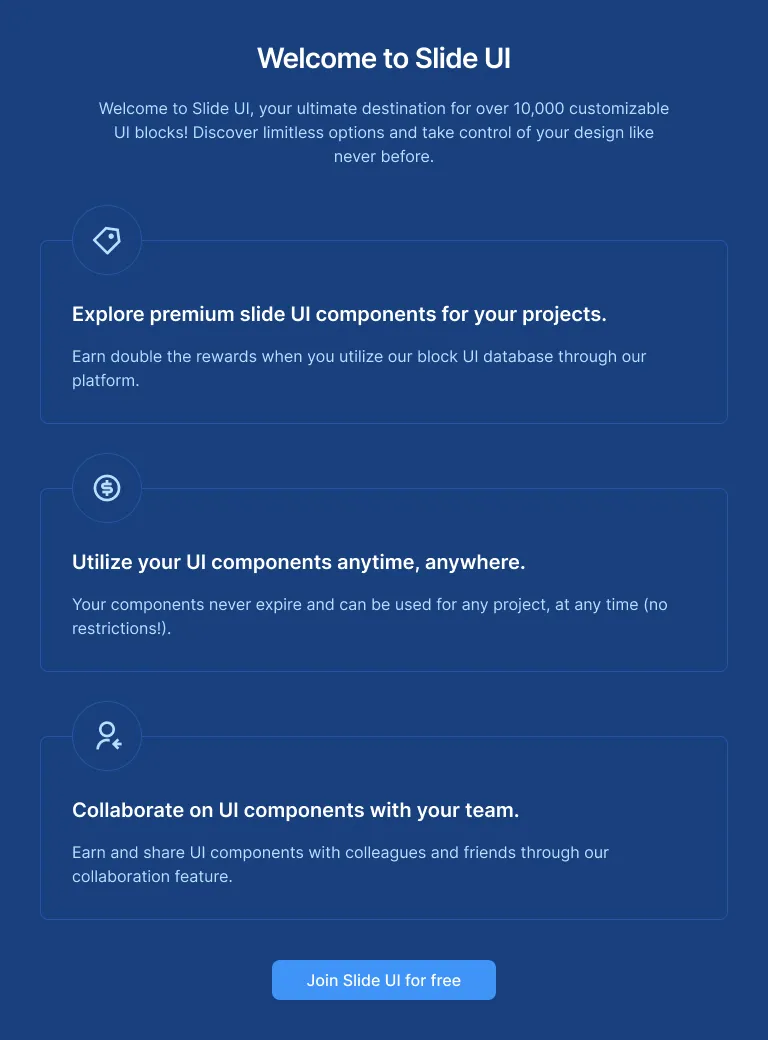 Welcome to Slide UI
Welcome to Slide UI, your ultimate destination for over 10,000 customizable
UI blocks! Discover limitless options and take control of your design like
never before.
Explore premium slide UI components for your projects.
Earn double the rewards when you utilize our block UI database through our
platform.
Utilize your UI components anytime, anywhere.
Your components never expire and can be used for any project, at any time (no
restrictions!).
Collaborate on UI components with your team.
Earn and share UI components with colleagues and friends through our
collaboration feature.
Join Slide UI for free